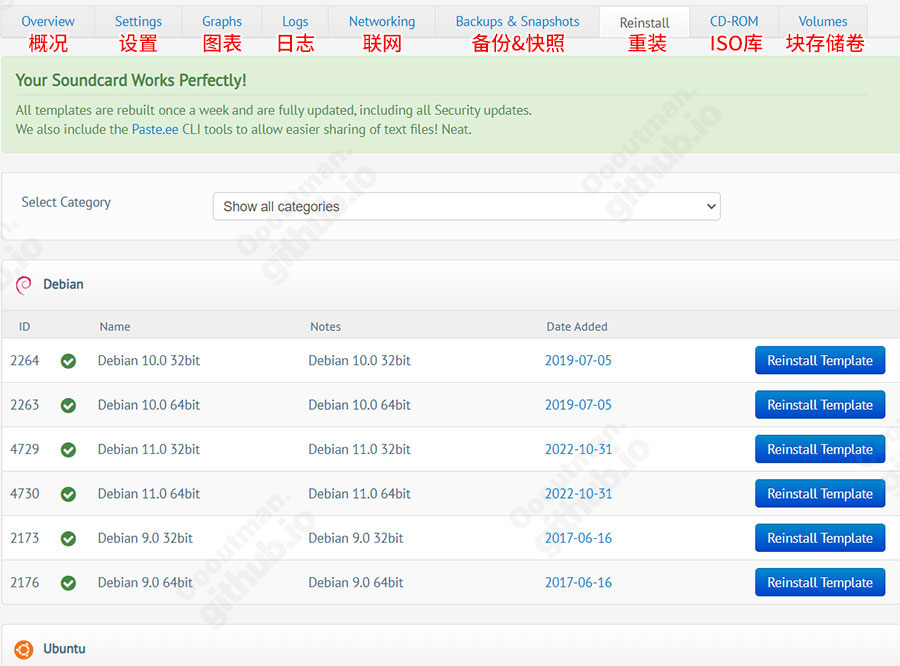 Overview Settings Graphs Logs Networking Backups & Snapshots Reinstall CD-ROM Volumes
概况 设置 图表 日志 联网 备份&快照 重装 ISO库 块存储卷
Your Soundcard Works Perfectly!
All templates are rebuilt once a week and are fully updated, including all Security updates.
We also include the Paste.ee CLI tools to allow easier sharing of text files! Neat.
Select Category Show all categories
Debian
ID Name Notes Date Added
2264 Debian 10.0 32bit Debian 10.0 32bit 2019-07-05 Reinstall Template
2263 Debian 10.0 64bit Debian 10.0 64bit 2019-07-05 Reinstall Template
4729 Debian 11.0 32bit Debian 11.0 32bit 2022-10-31 Reinstall Template
4730 Debian 11.0 64bit Debian 11.0 64bit 2022-10-31 Reinstall Template
2173 Debian 9.0 32bit Debian 9.0 32bit 2017-06-16 Reinstall Template
2176 Debian 9.0 64bit Debian 9.0 64bit 2017-06-16 Reinstall Template
Ubuntu
github.io
github.io
github.io
github.io